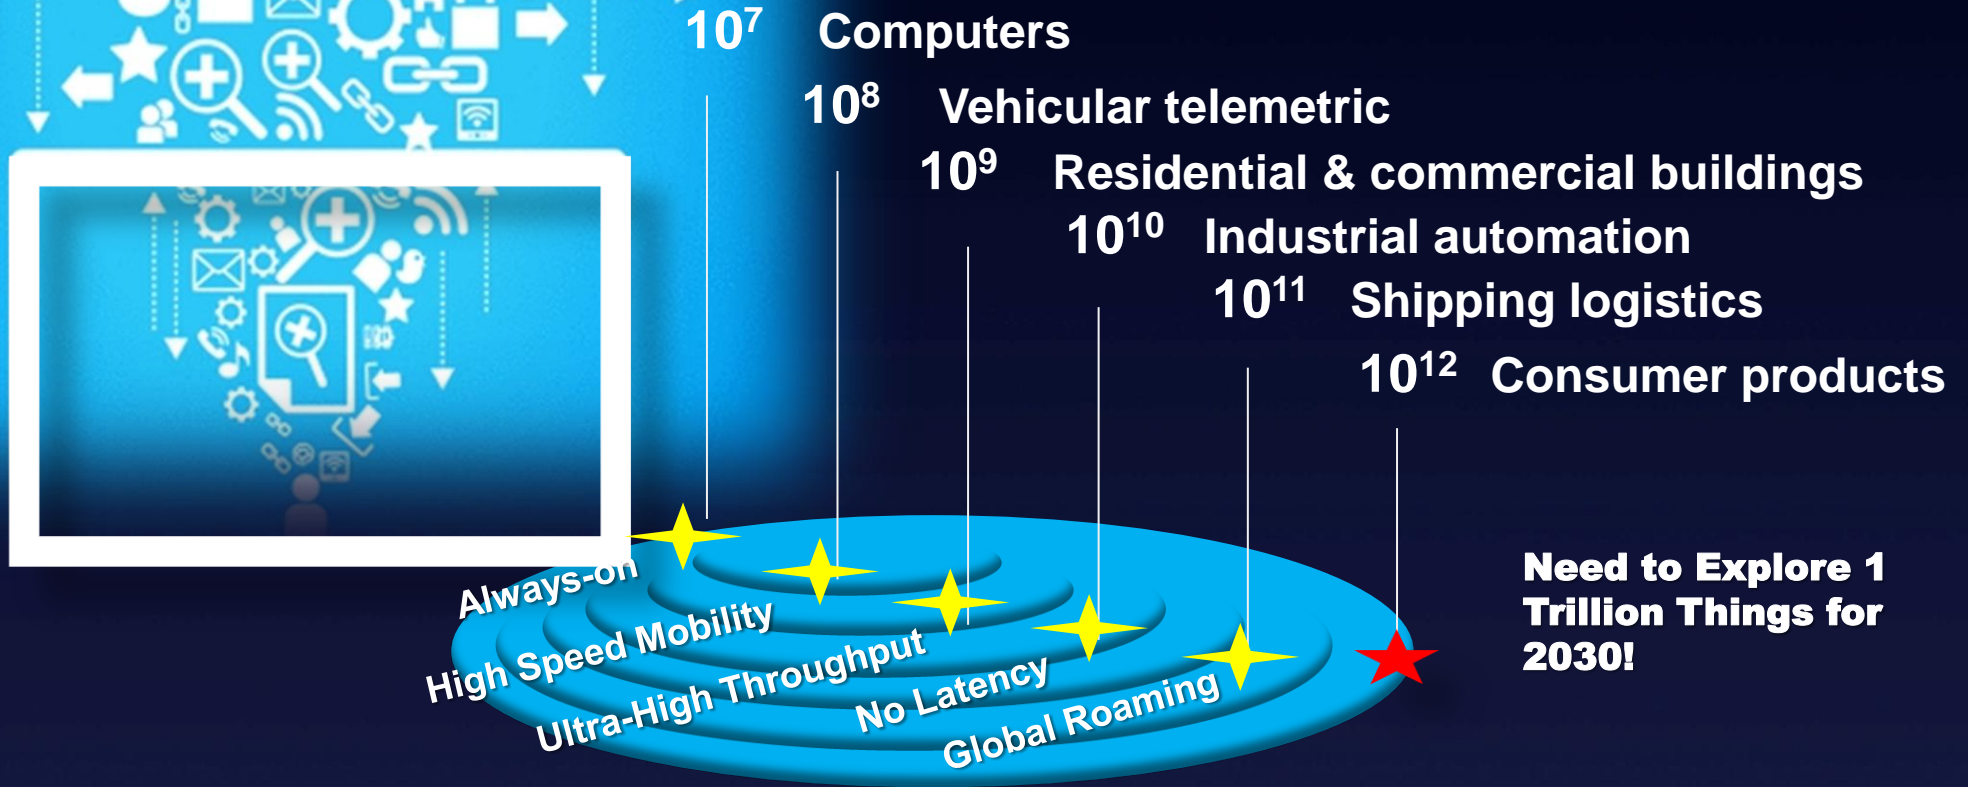 10⁷ Computers
10⁸ Vehicular telemetric
10⁹ Residential & commercial buildings
10¹⁰ Industrial automation
10¹¹ Shipping logistics
10¹² Consumer products
Always-on
High Speed Mobility
Ultra-High Throughput
No Latency
Global Roaming
Need to Explore 1
Trillion Things for
2030!